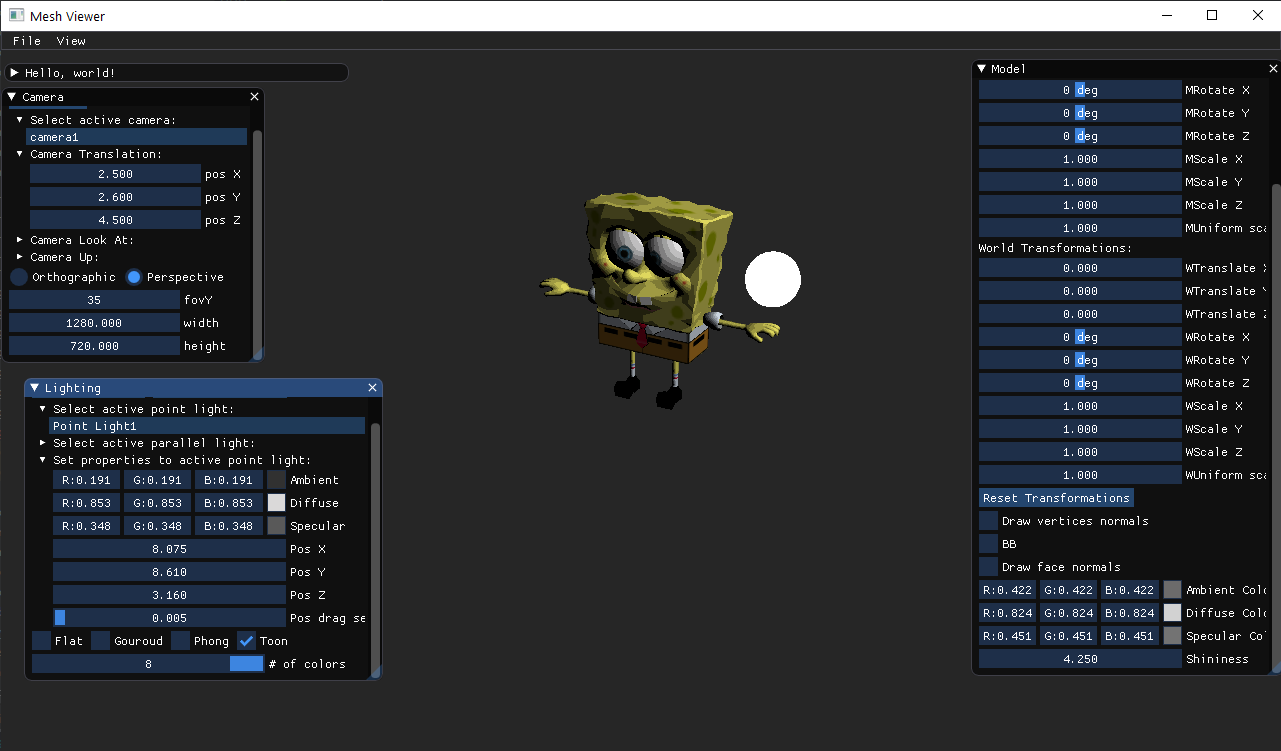 Mesh Viewer
File View
Hello, world!
Camera
Select active camera:
camera1
Camera Translation:
2.500 pos X
2.600 pos Y
4.500 pos Z
Camera Look At:
Camera Up:
Orthographic Perspective
35 fovY
1280.000 width
720.000 height
Lighting
Select active point light:
Point Light1
Select active parallel light:
Set properties to active point light:
R:0.191 G:0.191 B:0.191 Ambient
R:0.853 G:0.853 B:0.853 Diffuse
R:0.348 G:0.348 B:0.348 Specular
8.075 Pos X
8.610 Pos Y
3.160 Pos Z
0.005 Pos drag se
Flat Gouroud Phong Toon
8 # of colors
Model
0 deg MRotate X
0 deg MRotate Y
0 deg MRotate Z
1.000 MScale X
1.000 MScale Y
1.000 MScale Z
1.000 MUniform sca
World Transformations:
0.000 WTranslate X
0.000 WTranslate Y
0.000 WTranslate Z
0 deg WRotate X
0 deg WRotate Y
0 deg WRotate Z
1.000 WScale X
1.000 WScale Y
1.000 WScale Z
1.000 WUniform sca
Reset Transformations
Draw vertices normals
BB
Draw face normals
R:0.422 G:0.422 B:0.422 Ambient Colo
R:0.824 G:0.824 B:0.824 Diffuse Colo
R:0.451 G:0.451 B:0.451 Specular Co
4.250 Shininess